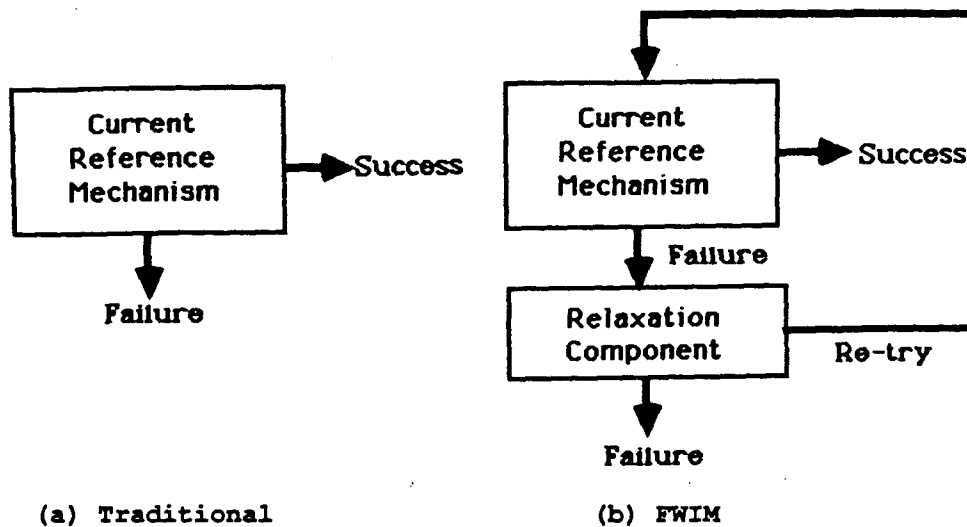 Current
Reference
Mechanism
Success
Failure
(a) Traditional
Current
Reference
Mechanism
Success
Failure
Relaxation
Component
Re-try
Failure
(b) FWIM